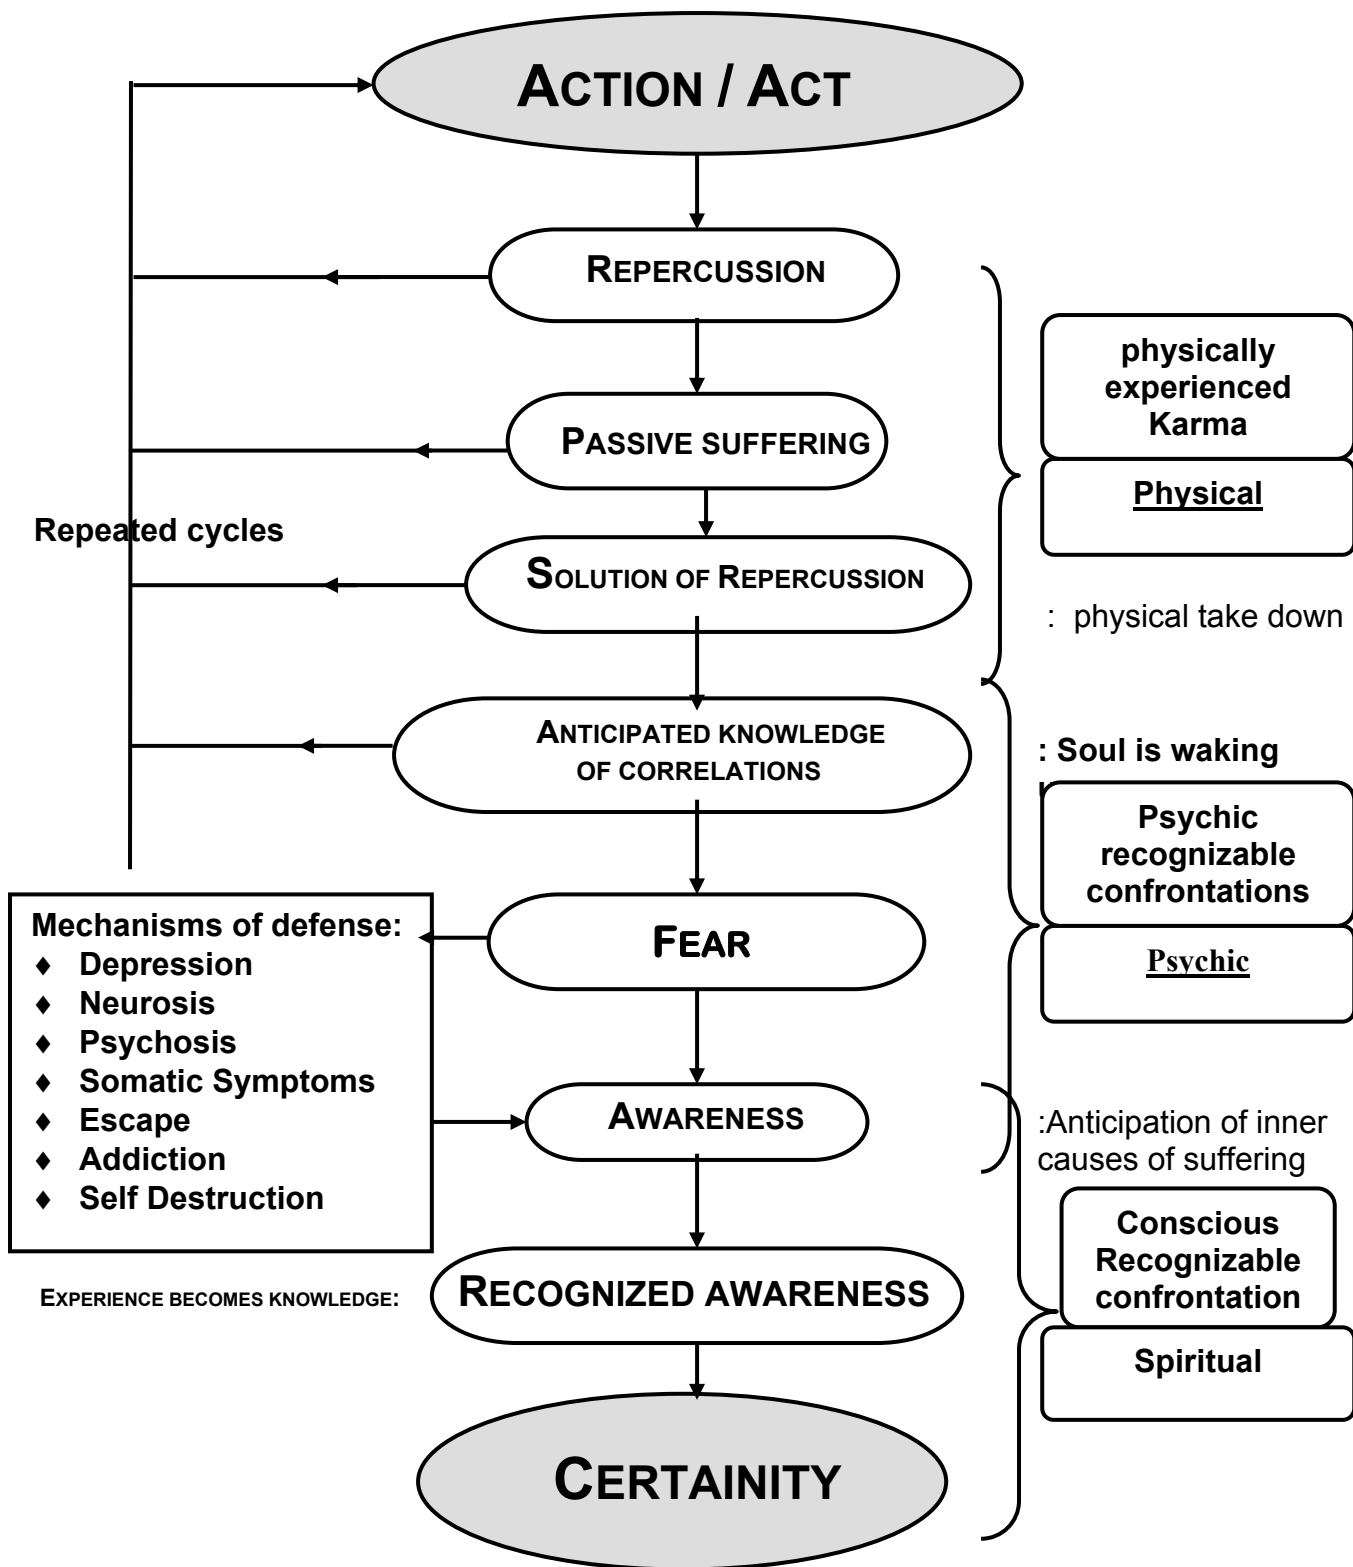 ACTION / ACT
REPERCUSSION
physically
experienced
Karma
PASSIVE SUFFERING
Physical
Repeated cycles
SOLUTION OF REPERCUSSION
: physical take down
ANTICIPATED KNOWLEDGE
OF CORRELATIONS
: Soul is waking
Psychic
recognizable
confrontations
Mechanisms of defense:
♦ Depression
♦ Neurosis
♦ Psychosis
♦ Somatic Symptoms
♦ Escape
♦ Addiction
♦ Self Destruction
FEAR
Psychic
AWARENESS
:Anticipation of inner
causes of suffering
Conscious
Recognizable
confrontation
EXPERIENCE BECOMES KNOWLEDGE:
RECOGNIZED AWARENESS
Spiritual
CERTAINITY